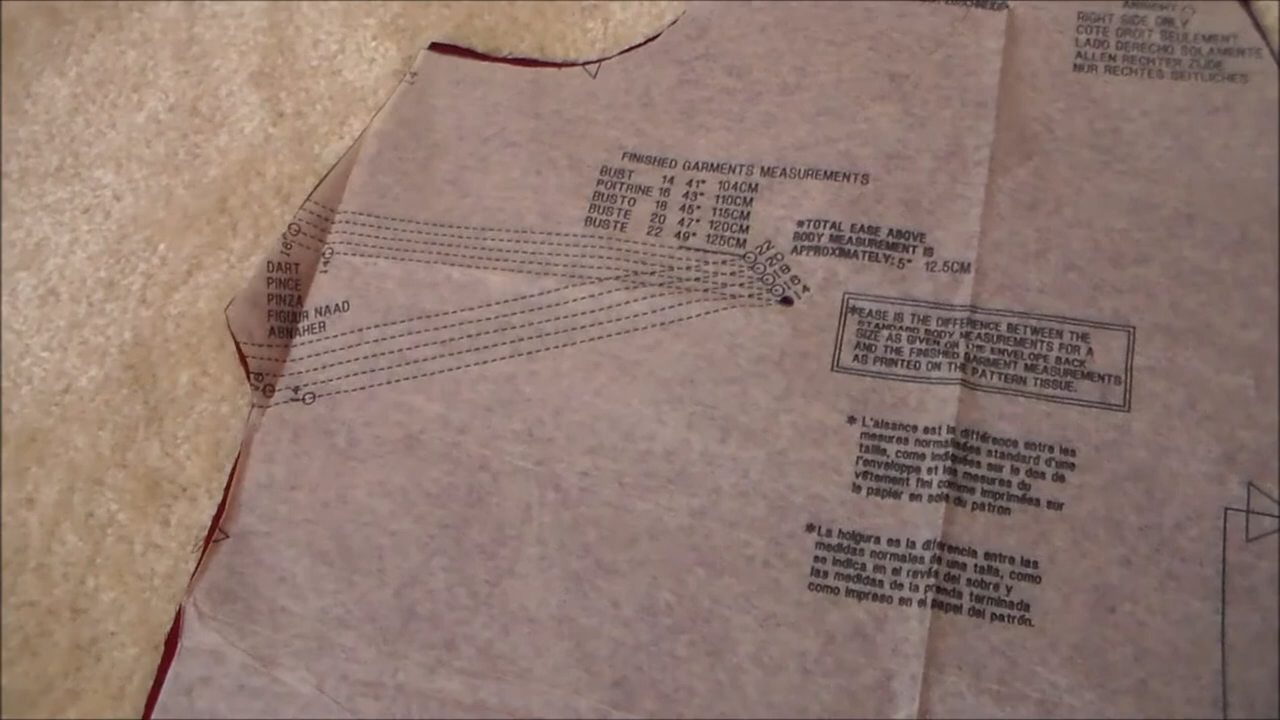 RIGHT SIDE ONLY
COTE DROIT SEULEMENT
LADO DERECHO SOLAMENTE
ALLEN RECHTER ZIJDE
NUR RECHTES SEITLICHES
FINISHED GARMENTS MEASUREMENTS
BUST 14 41" 104CM
POITRINE 16 43" 110CM
BUSTO 18 45" 115CM
BUSTE 20 47" 120CM
BUSTE 22 49" 125CM
*TOTAL EASE ABOVE
BODY MEASUREMENT IS
APPROXIMATELY: 5" 12.5CM
18
14
DART
PINCE
PINZA
FIGUUR NAAD
ABNAHER
18
14
*EASE IS THE DIFFERENCE BETWEEN THE
STANDARD BODY MEASUREMENTS FOR A
SIZE AS GIVEN ON THE ENVELOPE BACK
AND THE FINISHED GARMENT MEASUREMENTS
AS PRINTED ON THE PATTERN TISSUE.
* L'aisance est la différence entre les
mesures normalisées standard d'une
taille, comme indiquées sur le dos de
l'enveloppe et les mesures du
vêtement fini comme imprimées sur
le papier en soie du patron
*La holgura es la diferencia entre las
medidas normales de una talla, como
se indica en el revés del sobre y
las medidas de la prenda terminada
como impreso en el papel del patrón.